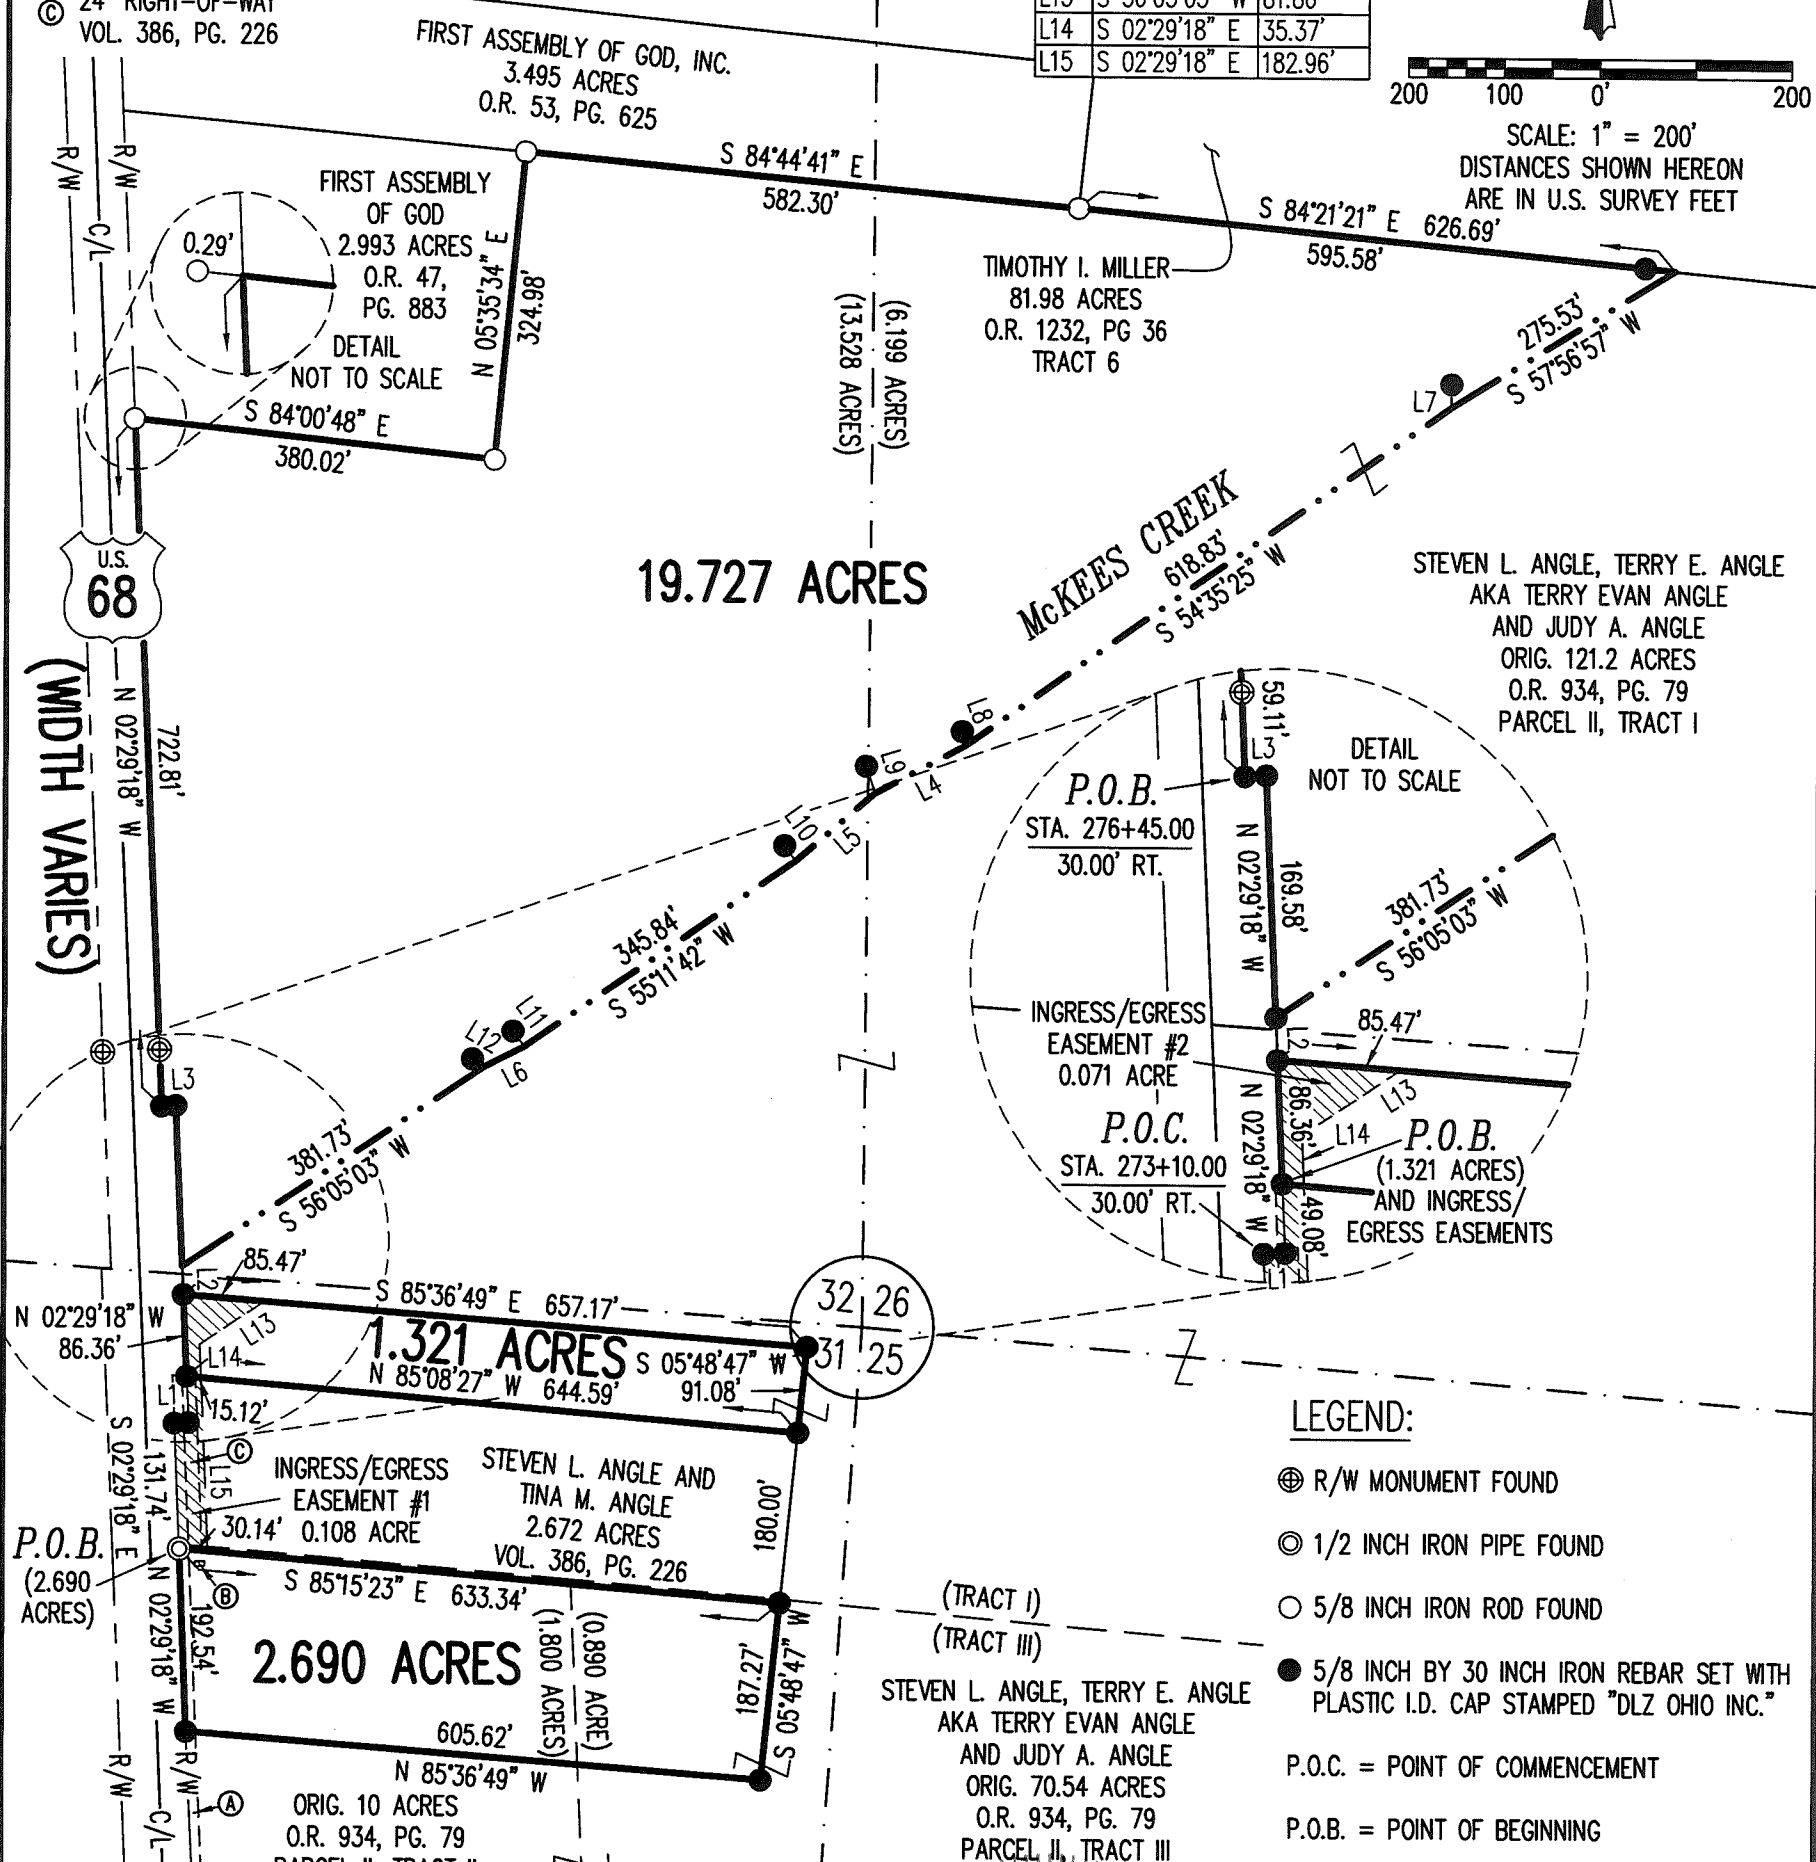 Ⓒ 24' RIGHT-OF-WAY
VOL. 386, PG. 226
FIRST ASSEMBLY OF GOD, INC.
3.495 ACRES
O.R. 53, PG. 625
L14 S 02°29'18" E 35.37'
L15 S 02°29'18" E 182.96'
200 100 0' 200
SCALE: 1" = 200'
DISTANCES SHOWN HEREON
ARE IN U.S. SURVEY FEET
R/W
R/W
C/L
FIRST ASSEMBLY
OF GOD
2.993 ACRES
O.R. 47,
PG. 883
0.29'
DETAIL
NOT TO SCALE
N 05°35'34" E
324.98'
S 84°44'41" E
582.30'
S 84°21'21" E 626.69'
595.58'
TIMOTHY I. MILLER
81.98 ACRES
O.R. 1232, PG 36
TRACT 6
(6.199 ACRES)
(13.528 ACRES)
275.53'
S 57°56'57" W
L7
S 84°00'48" E
380.02'
U.S.
68
(WIDTH VARIES)
19.727 ACRES
McKEES CREEK
618.83'
S 54°35'25" W
STEVEN L. ANGLE, TERRY E. ANGLE
AKA TERRY EVAN ANGLE
AND JUDY A. ANGLE
ORIG. 121.2 ACRES
O.R. 934, PG. 79
PARCEL II, TRACT I
N 02°29'18" W
722.81'
L8
L9
L4
L10
L5
345.84'
S 55°11'42" W
L12
L11
L6
L3
381.73'
S 56°05'03" W
59.11'
L3
DETAIL
NOT TO SCALE
P.O.B.
STA. 276+45.00
30.00' RT.
N 02°29'18" W
169.58'
381.73'
S 56°05'03" W
INGRESS/EGRESS
EASEMENT #2
0.071 ACRE
L2
85.47'
L13
86.36'
N 02°29'18" W
L14
P.O.C.
STA. 273+10.00
30.00' RT.
P.O.B.
(1.321 ACRES)
AND INGRESS/
EGRESS EASEMENTS
49.08'
L1
L2
85.47'
S 85°36'49" E 657.17'
N 02°29'18" W
86.36'
L13
1.321 ACRES
S 05°48'47" W
91.08'
32 26
31 25
L14
N 85°08'27" W 644.59'
L1
15.12'
Ⓒ
L15
S 02°29'18" E
131.74'
INGRESS/EGRESS
EASEMENT #1
0.108 ACRE
30.14'
STEVEN L. ANGLE AND
TINA M. ANGLE
2.672 ACRES
VOL. 386, PG. 226
180.00'
P.O.B.
(2.690
ACRES)
Ⓑ
S 85°15'23" E 633.34'
N 02°29'18" W
192.54'
2.690 ACRES
(1.800 ACRES)
(0.890 ACRE)
187.27'
S 05°48'47" W
(TRACT I)
(TRACT III)
605.62'
N 85°36'49" W
R/W
R/W
C/L
Ⓐ
ORIG. 10 ACRES
O.R. 934, PG. 79
STEVEN L. ANGLE, TERRY E. ANGLE
AKA TERRY EVAN ANGLE
AND JUDY A. ANGLE
ORIG. 70.54 ACRES
O.R. 934, PG. 79
PARCEL II, TRACT III
LEGEND:
R/W MONUMENT FOUND
1/2 INCH IRON PIPE FOUND
5/8 INCH IRON ROD FOUND
5/8 INCH BY 30 INCH IRON REBAR SET WITH
PLASTIC I.D. CAP STAMPED "DLZ OHIO INC."
P.O.C. = POINT OF COMMENCEMENT
P.O.B. = POINT OF BEGINNING